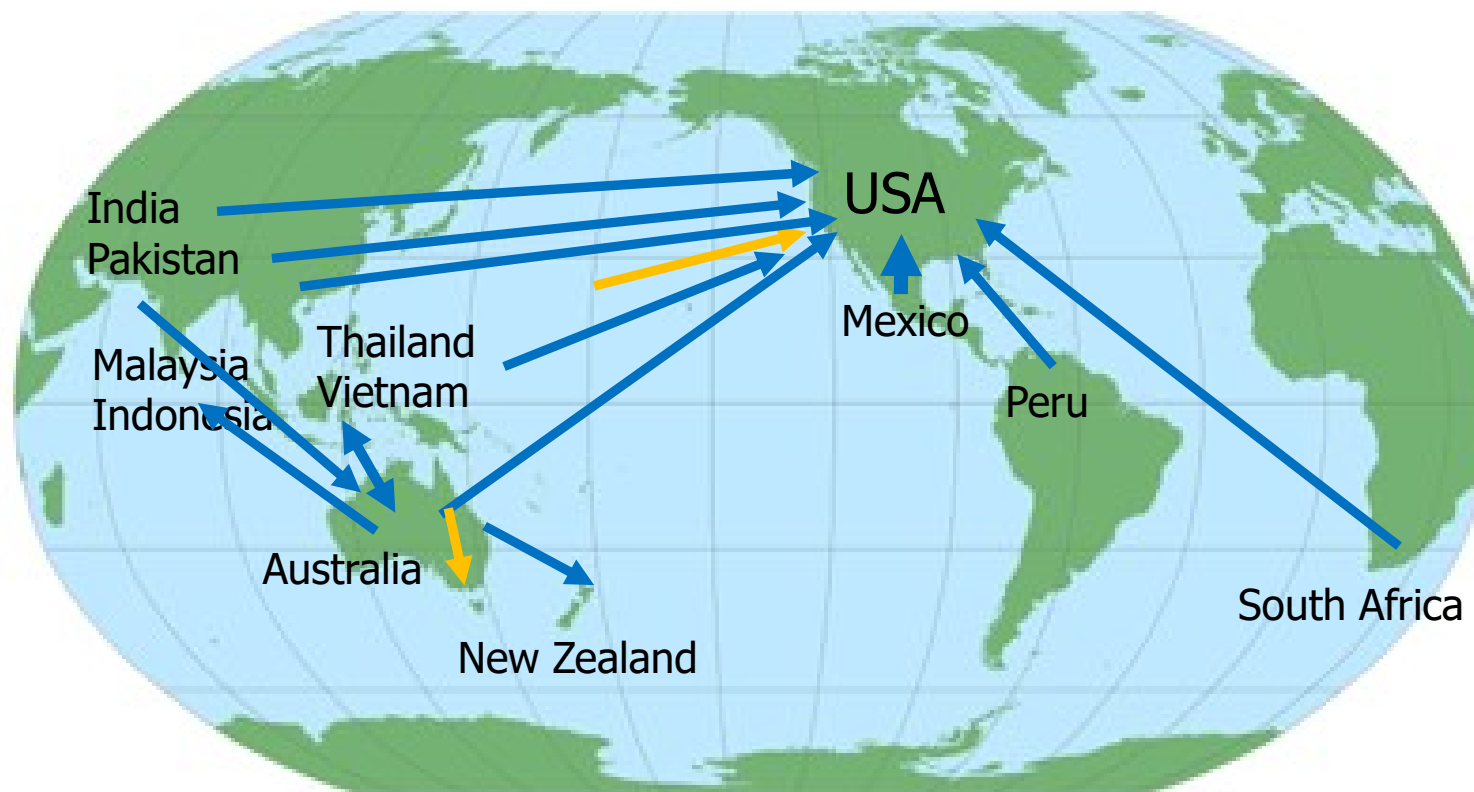 USA
India
Pakistan
Mexico
Thailand
Vietnam
Malaysia
Indonesia
Peru
Australia
South Africa
New Zealand